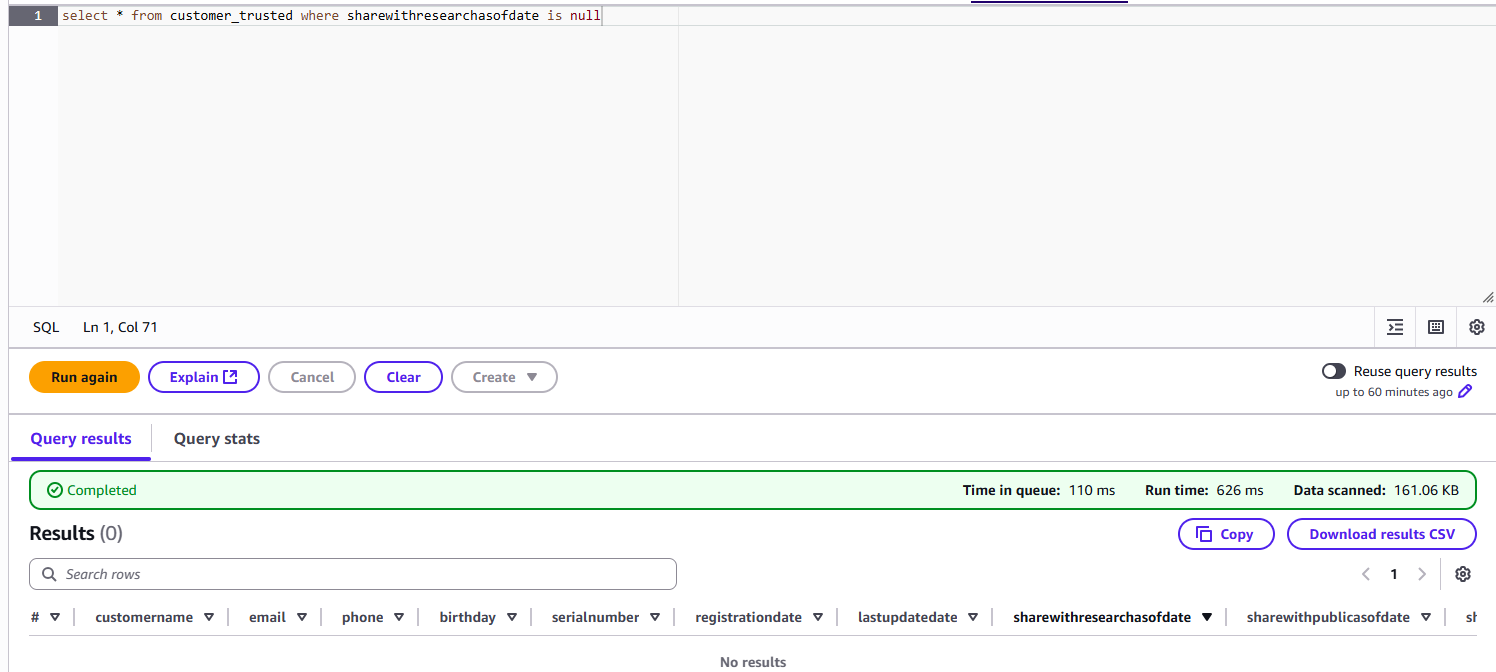 1 select * from customer_trusted where sharewithresearchasofdate is null
SQL Ln 1, Col 71
Run again Explain Cancel Clear Create Reuse query results
up to 60 minutes ago
Query results Query stats
Completed Time in queue: 110 ms Run time: 626 ms Data scanned: 161.06 KB
Results (0) Copy Download results CSV
Search rows 1
# customername email phone birthday serialnumber registrationdate lastupdatedate sharewithresearchasofdate sharewithpublicasofdate
No results